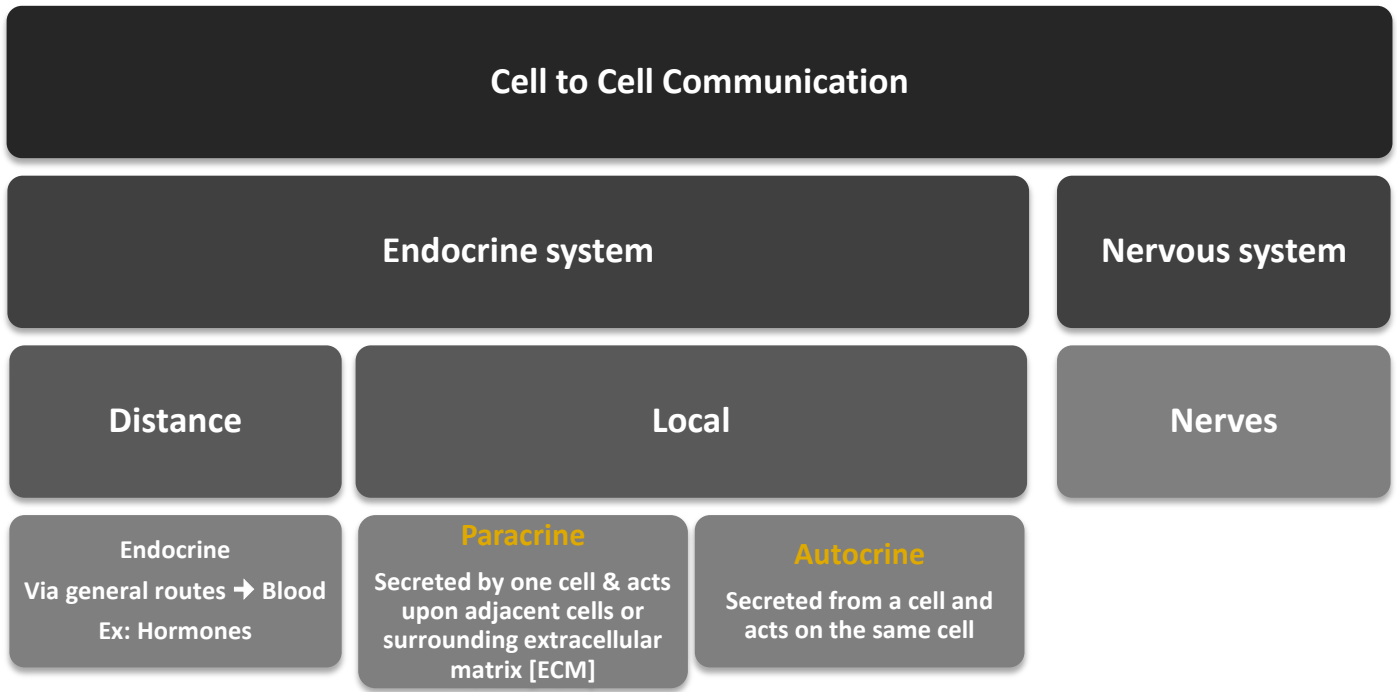 Cell to Cell Communication
Endocrine system
Nervous system
Distance
Local
Nerves
Endocrine
Via general routes → Blood
Ex: Hormones
Paracrine
Secreted by one cell & acts
upon adjacent cells or
surrounding extracellular
matrix [ECM]
Autocrine
Secreted from a cell and
acts on the same cell